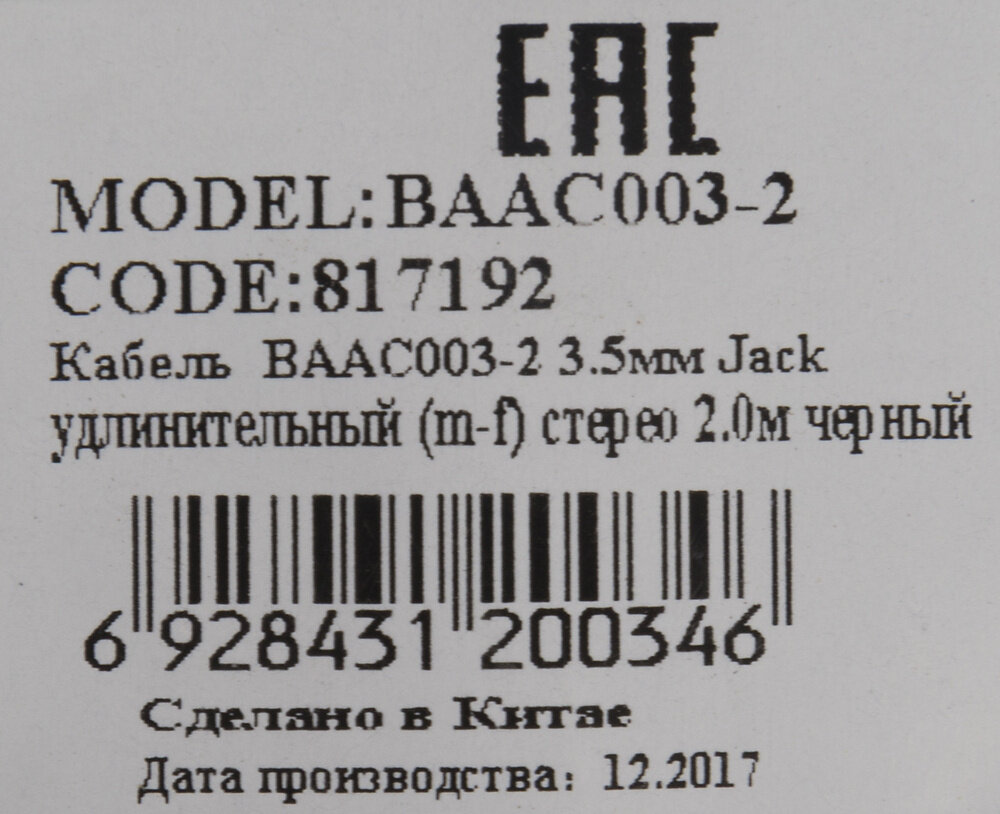 EAC
MODEL:BAAC003-2
CODE:817192
Кабель BAAC003-2 3.5мм Jack
удлинительный (m-f) стерео 2.0м черный
6 928431 200346
Сделано в Китае
Дата производства: 12.2017